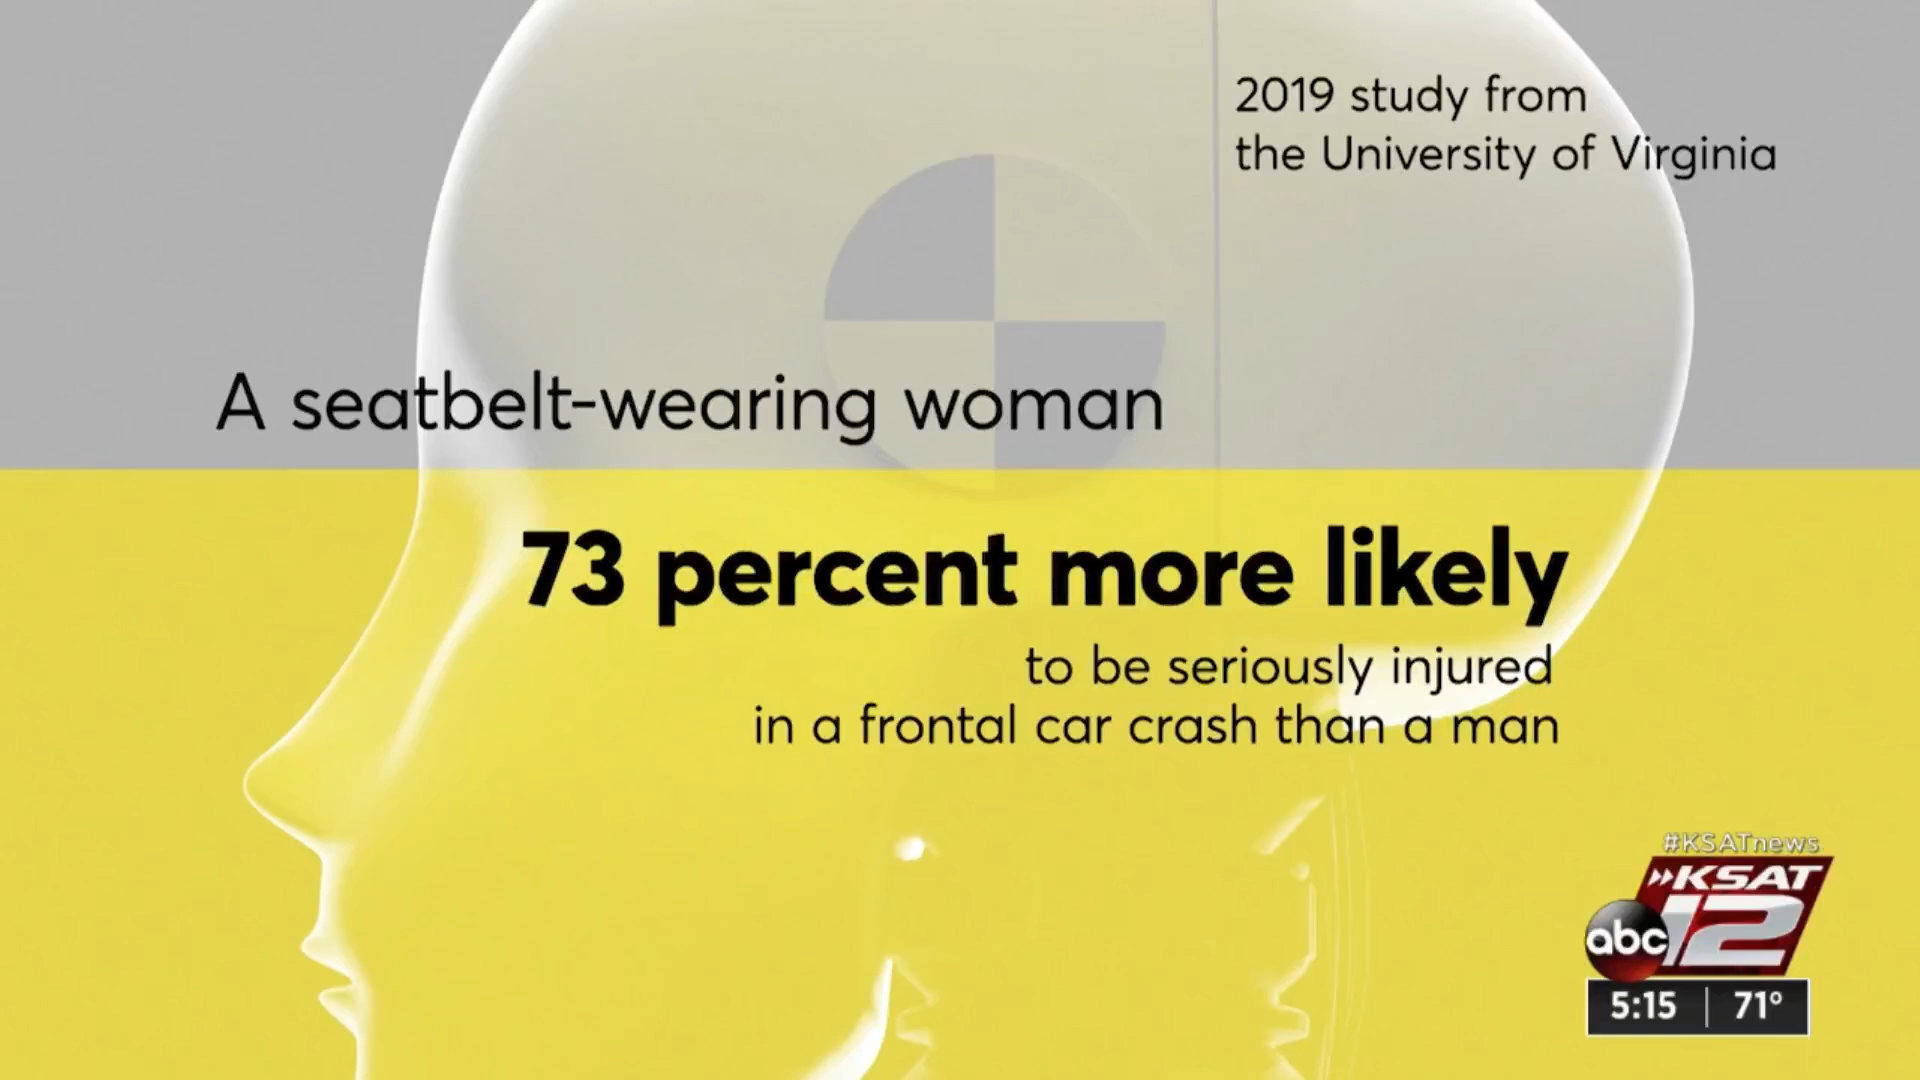 2019 study from
the University of Virginia
A seatbelt-wearing woman
73 percent more likely
to be seriously injured
in a frontal car crash than a man
#KSATnews
KSAT
abc 12
5:15 | 71°